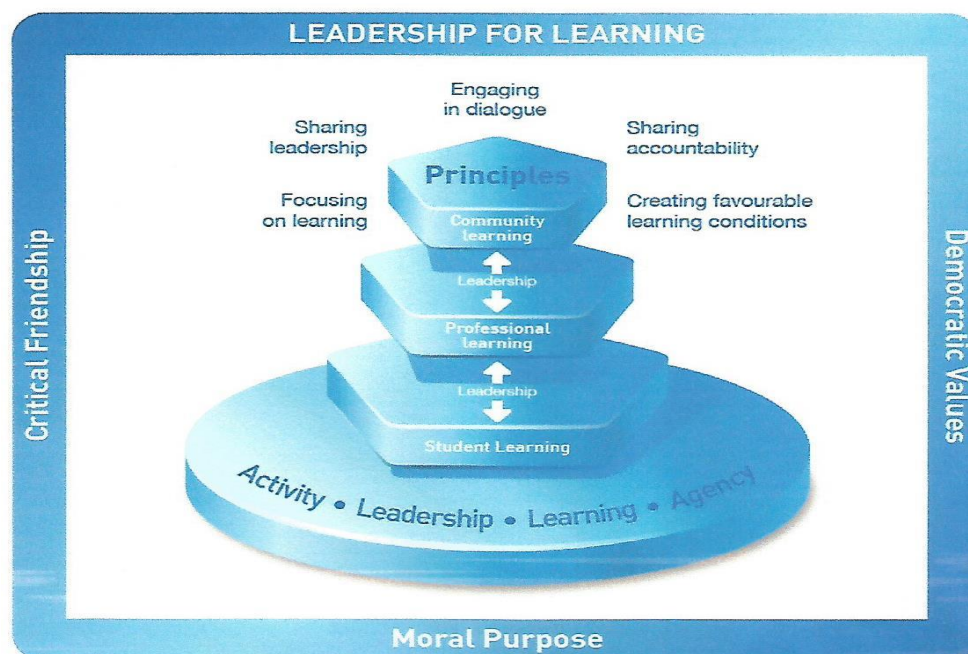 LEADERSHIP FOR LEARNING
Engaging
in dialogue
Sharing
leadership
Sharing
accountability
Focusing
on learning
Creating favourable
learning conditions
Principles
Community
learning
Leadership
Professional
learning
Leadership
Student Learning
Activity • Leadership • Learning • Agency
Critical Friendship
Democratic Values
Moral Purpose